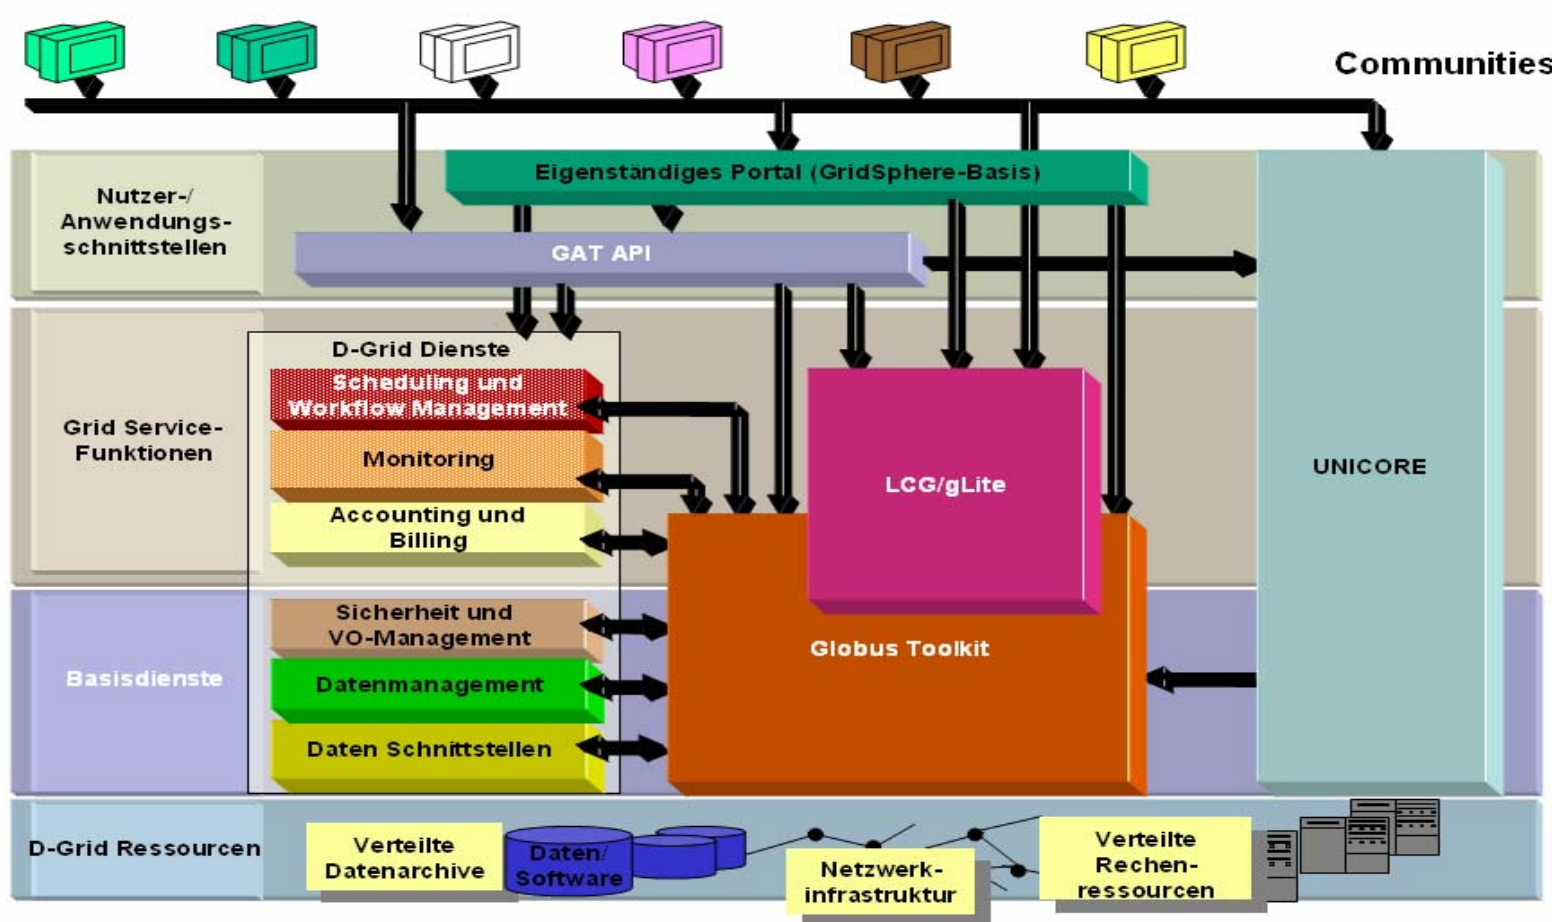 Communities
Eigenständiges Portal (GridSphere-Basis)
Nutzer-/
Anwendungs-
schnittstellen
GAT API
D-Grid Dienste
Scheduling und
Workflow Management
Grid Service-
Funktionen
Monitoring
LCG/gLite
UNICORE
Accounting und
Billing
Sicherheit und
VO-Management
Globus Toolkit
Basisdienste
Datenmanagement
Daten Schnittstellen
D-Grid Ressourcen
Verteilte
Datenarchive
Daten/
Software
Netzwerk-
infrastruktur
Verteilte
Rechen-
ressourcen